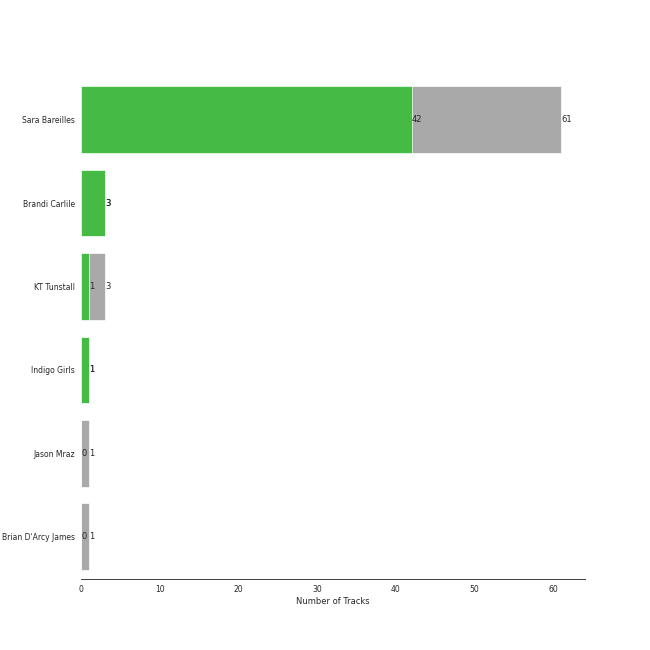 Sara Bareilles 42 61
Brandi Carlile 3
KT Tunstall 1 3
Indigo Girls 1
Jason Mraz 0 1
Brian D'Arcy James 0 1
0 10 20 30 40 50 60
Number of Tracks